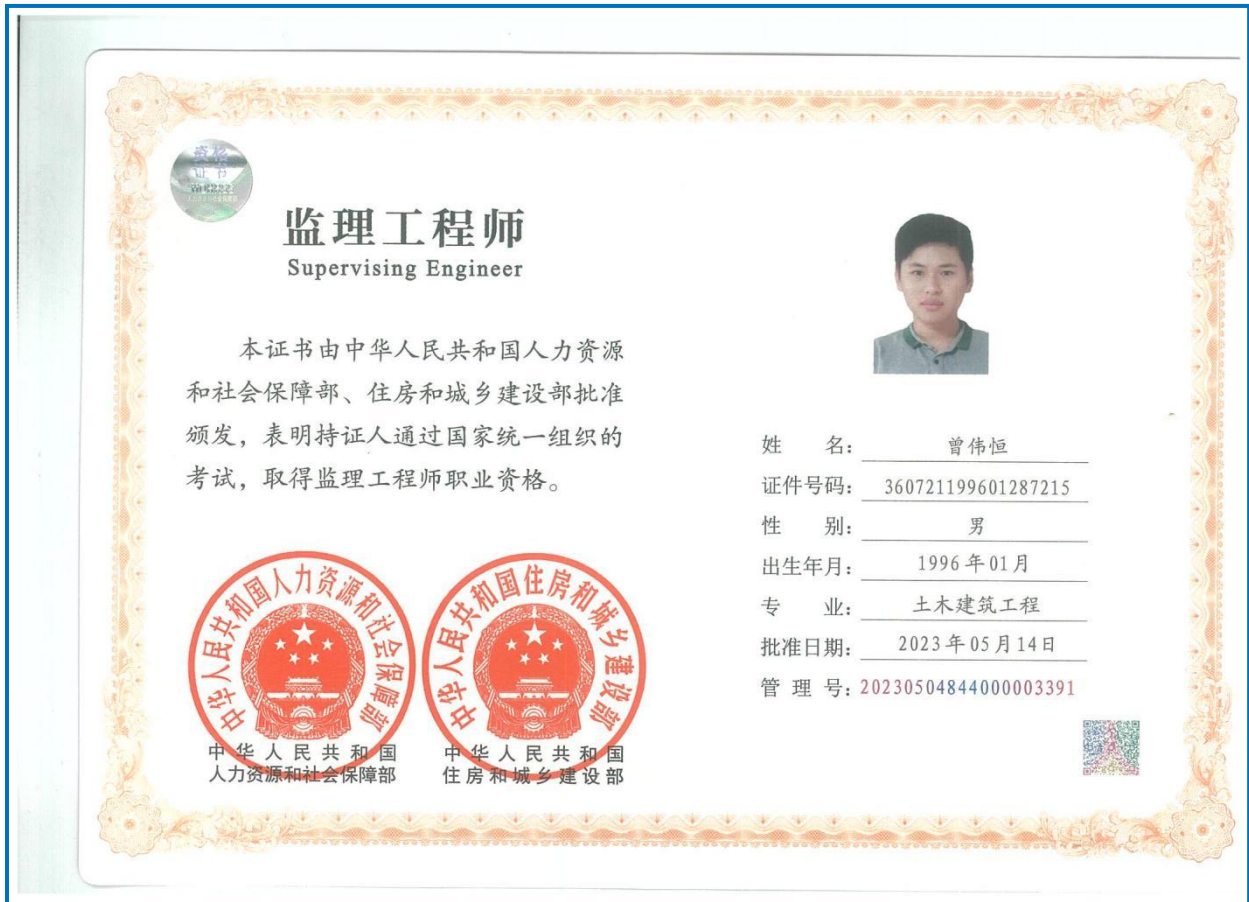 资格
证书
监理工程师
Supervising Engineer
本证书由中华人民共和国人力资源
和社会保障部、住房和城乡建设部批准
颁发，表明持证人通过国家统一组织的
考试，取得监理工程师职业资格。
中华人民共和国人力资源和社会保障部
中华人民共和国
人力资源和社会保障部
中华人民共和国住房和城乡建设部
中华人民共和国
住房和城乡建设部
姓 名： 曾伟恒
证件号码： 360721199601287215
性 别： 男
出生年月： 1996年01月
专 业： 土木建筑工程
批准日期： 2023年05月14日
管 理 号：20230504844000003391